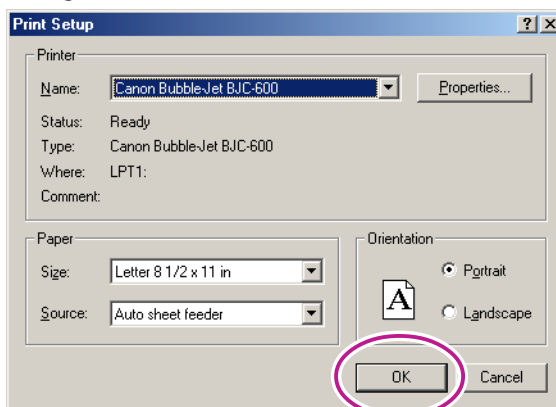 Print Setup
Printer
Name: Canon Bubble-Jet BJC-600 Properties...
Status: Ready
Type: Canon Bubble-Jet BJC-600
Where: LPT1:
Comment:
Paper
Size: Letter 8 1/2 x 11 in
Source: Auto sheet feeder
Orientation
A
Portrait
Landscape
OK Cancel